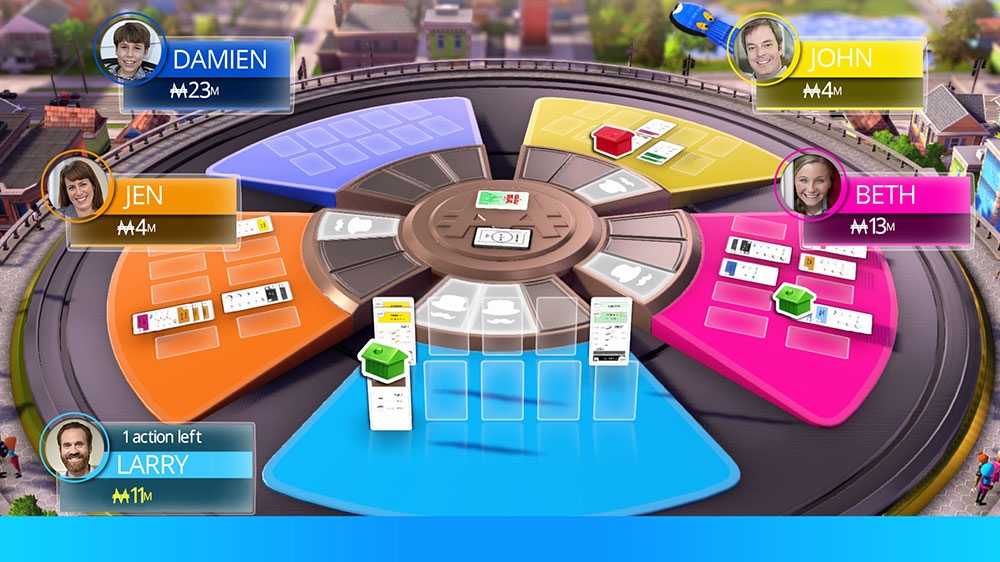 DAMIEN
₩23M
JOHN
₩4M
JEN
₩4M
BETH
₩13M
1 action left
LARRY
₩11M